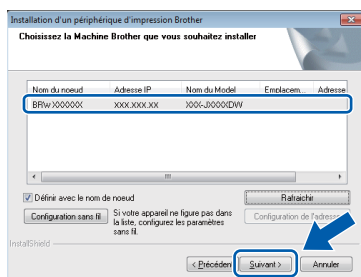 Installation d'un périphérique d'impression Brother
Choisissez la Machine Brother que vous souhaitez installer
Nom du noeud Adresse IP Nom du Model Emplacem... Adresse
BRWXXXXXX XXX.XXX.XX XXX-JXXXXDW
Définir avec le nom de noeud
Rafraichir
Configuration sans fil
Si votre appareil ne figure pas dans
la liste, configurez les paramètres
sans fil.
Configuration de l'adresse
InstallShield
< Précédent Suivant > Annuler